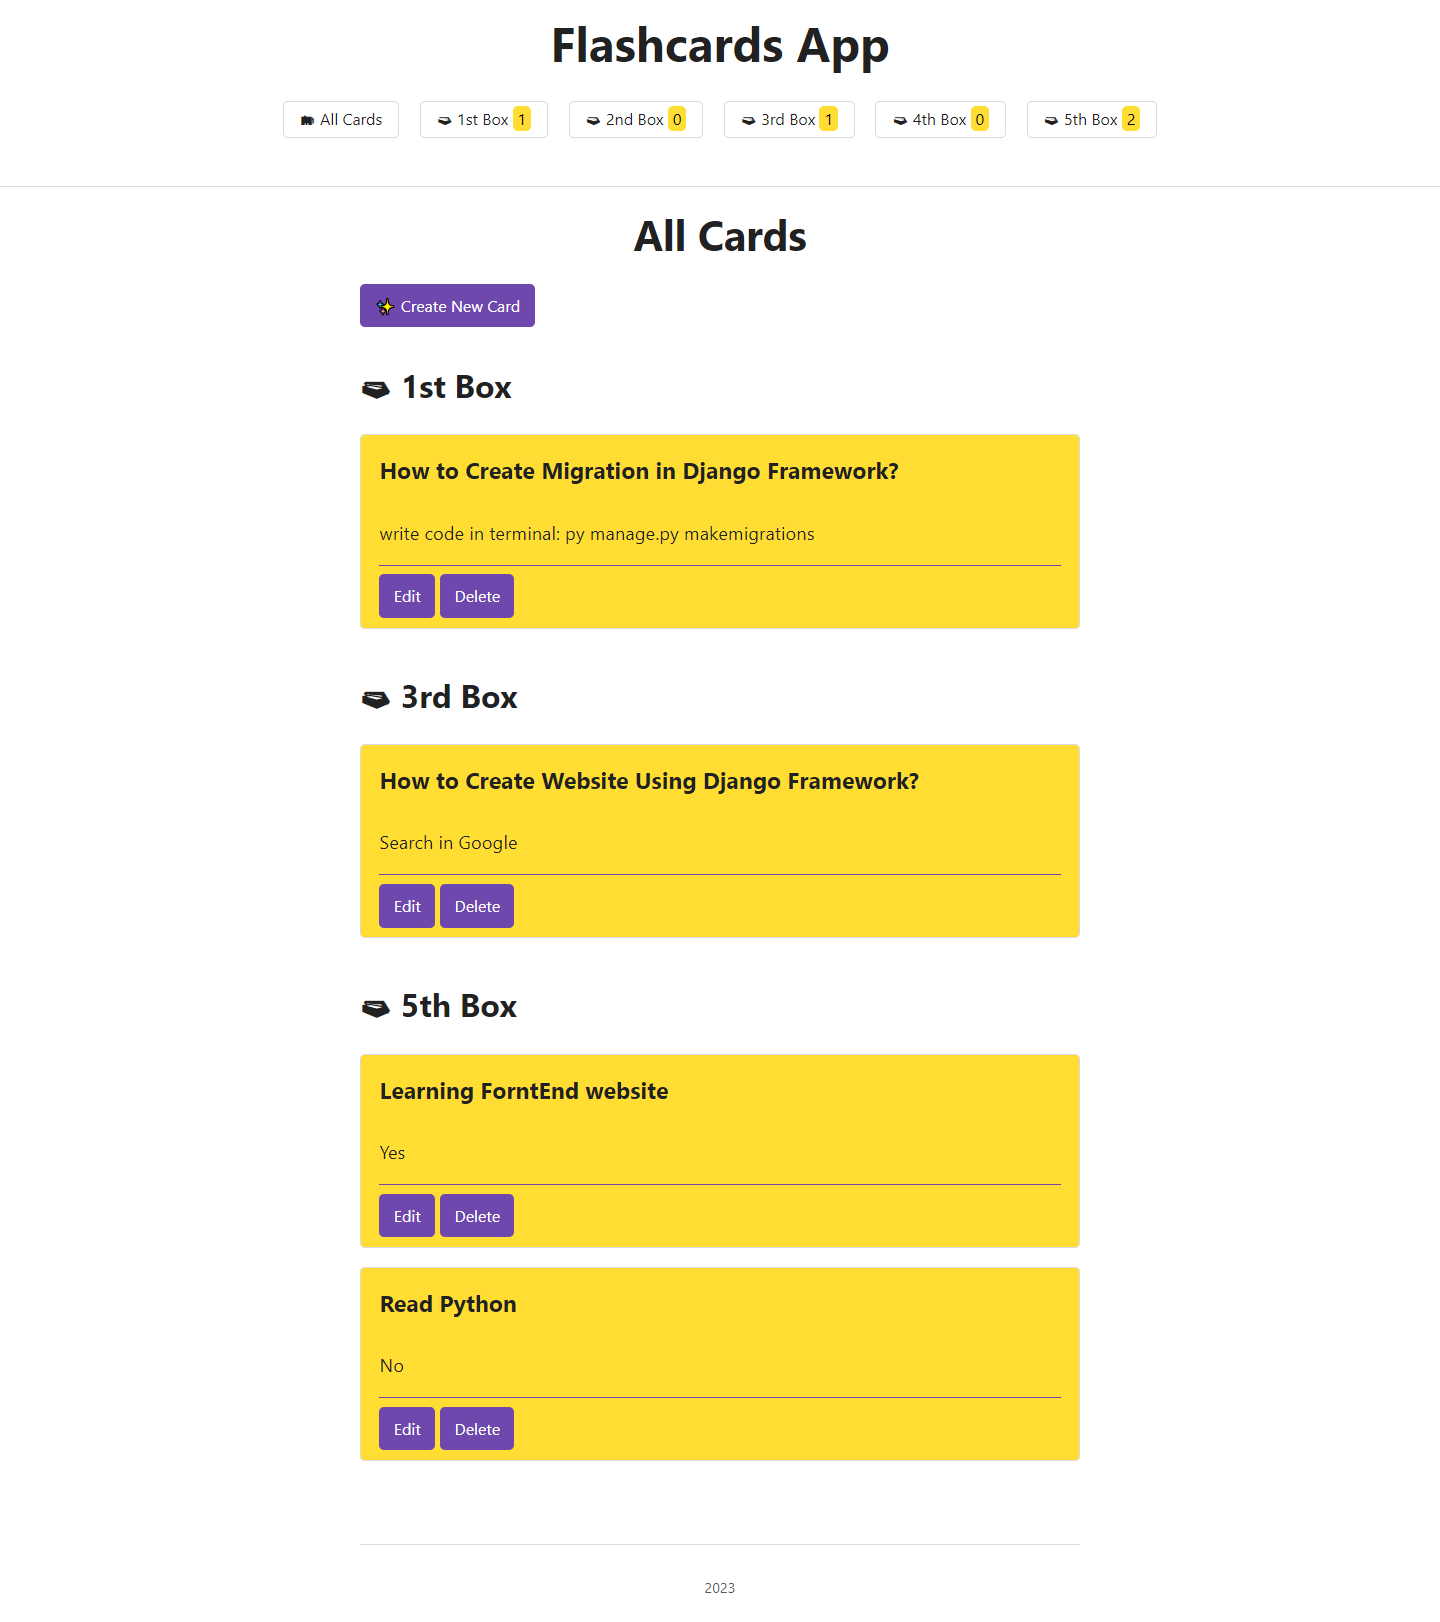 Flashcards App
All Cards 1st Box 1 2nd Box 0 3rd Box 1 4th Box 0 5th Box 2
All Cards
✨ Create New Card
1st Box
How to Create Migration in Django Framework?
write code in terminal: py manage.py makemigrations
Edit Delete
3rd Box
How to Create Website Using Django Framework?
Search in Google
Edit Delete
5th Box
Learning ForntEnd website
Yes
Edit Delete
Read Python
No
Edit Delete
2023